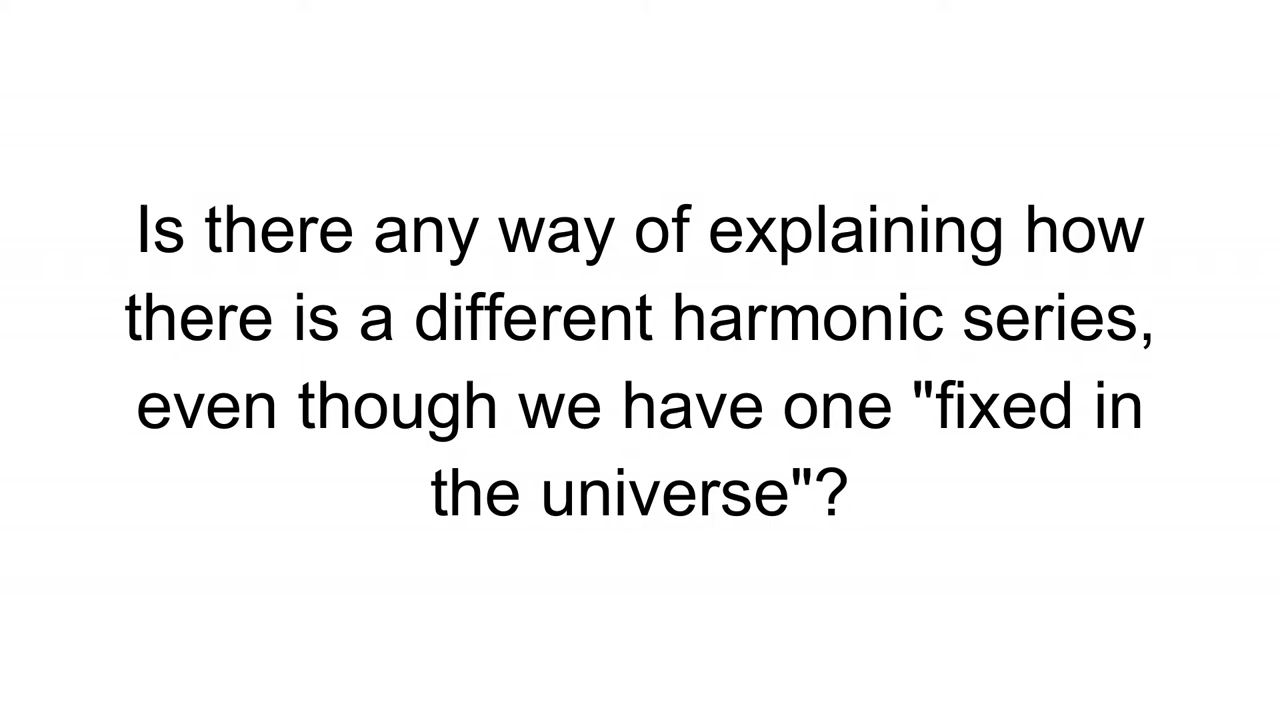 Is there any way of explaining how
there is a different harmonic series,
even though we have one "fixed in
the universe"?